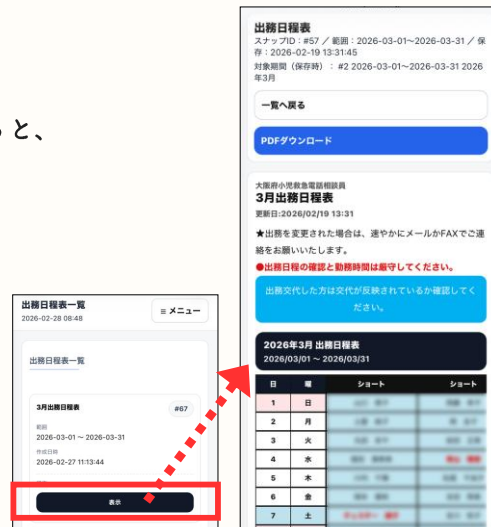 ると、
出務日程表一覧
2026-02-28 08:48
≡ メニュー
出務日程表一覧
3月出務日程表
#67
範囲
2026-03-01 ～ 2026-03-31
作成日時
2026-02-27 11:13:44
表示
出務日程表
スナップID：#57 ／ 範囲：2026-03-01〜2026-03-31 ／ 保
存：2026-02-19 13:31:45
対象期間（保存時）： #2 2026-03-01〜2026-03-31 2026
年3月
一覧へ戻る
PDFダウンロード
大阪府小児救急電話相談員
3月出務日程表
更新日:2026/02/19 13:31
★出務を変更された場合は、速やかにメールかFAXでご連
絡をお願いいたします。
●出務日程の確認と勤務時間は厳守してください。
出務交代した方は交代が反映されているか確認してく
ださい。
2026年3月 出務日程表
2026/03/01 ～ 2026/03/31
日 曜 ショート ショート
1 日
2 月
3 火
4 水
5 木
6 金
7 土